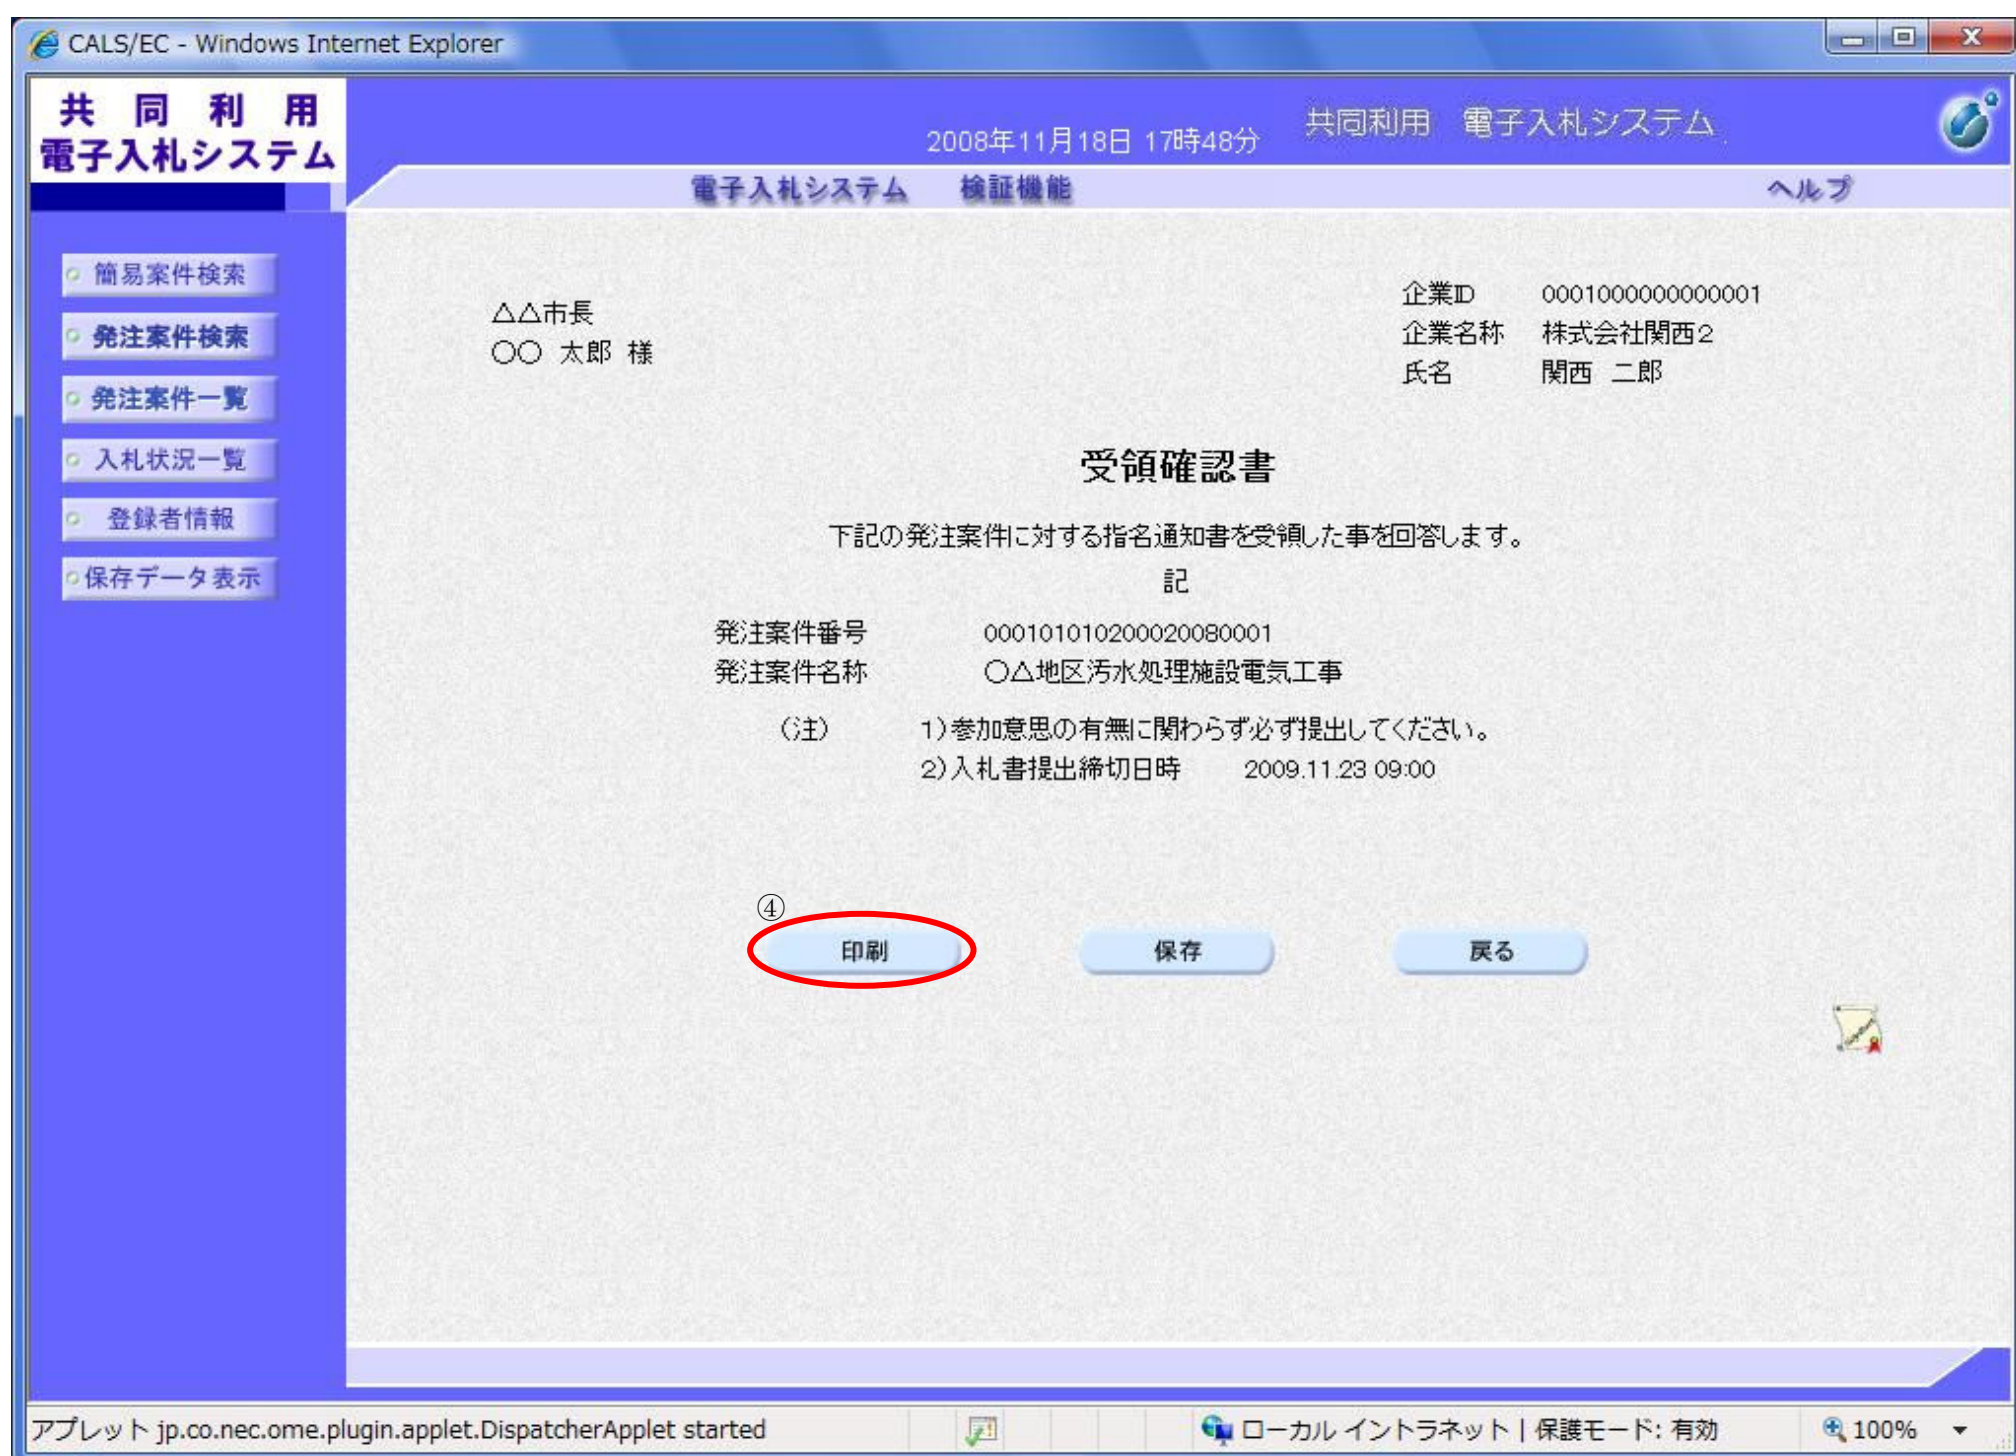 CALS/EC - Windows Internet Explorer
共同利用
電子入札システム
2008年11月18日 17時48分
共同利用 電子入札システム
電子入札システム 検証機能 ヘルプ
簡易案件検索
発注案件検索
発注案件一覧
入札状況一覧
登録者情報
保存データ表示
△△市長
○○ 太郎 様
企業ID 0001000000000001
企業名称 株式会社関西2
氏名 関西 二郎
受領確認書
下記の発注案件に対する指名通知書を受領した事を回答します。
記
発注案件番号 000101010200020080001
発注案件名称 ○△地区汚水処理施設電気工事
(注) 1)参加意思の有無に関わらず必ず提出してください。
2)入札書提出締切日時 2009.11.23 09:00
④
印刷 保存 戻る
アプレット jp.co.nec.ome.plugin.applet.DispatcherApplet started
ローカル イントラネット | 保護モード: 有効
100%